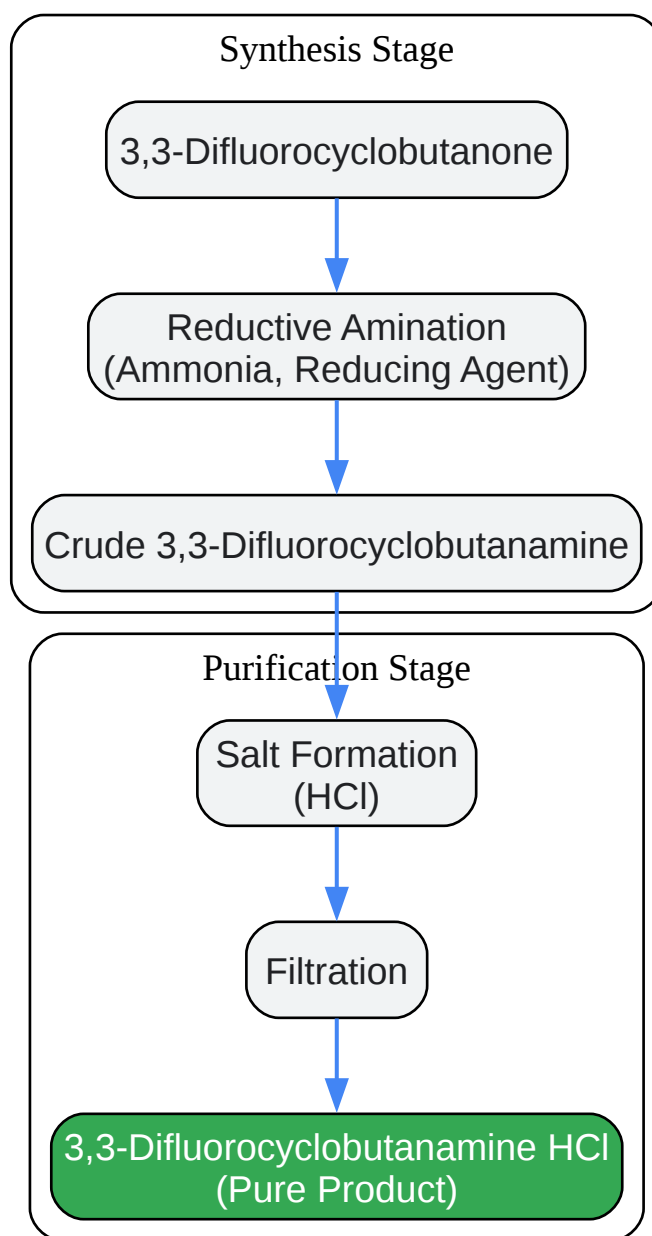 Synthesis Stage
3,3-Difluorocyclobutanone
Reductive Amination
(Ammonia, Reducing Agent)
Crude 3,3-Difluorocyclobutanamine
Purification Stage
Salt Formation
(HCl)
Filtration
3,3-Difluorocyclobutanamine HCl
(Pure Product)